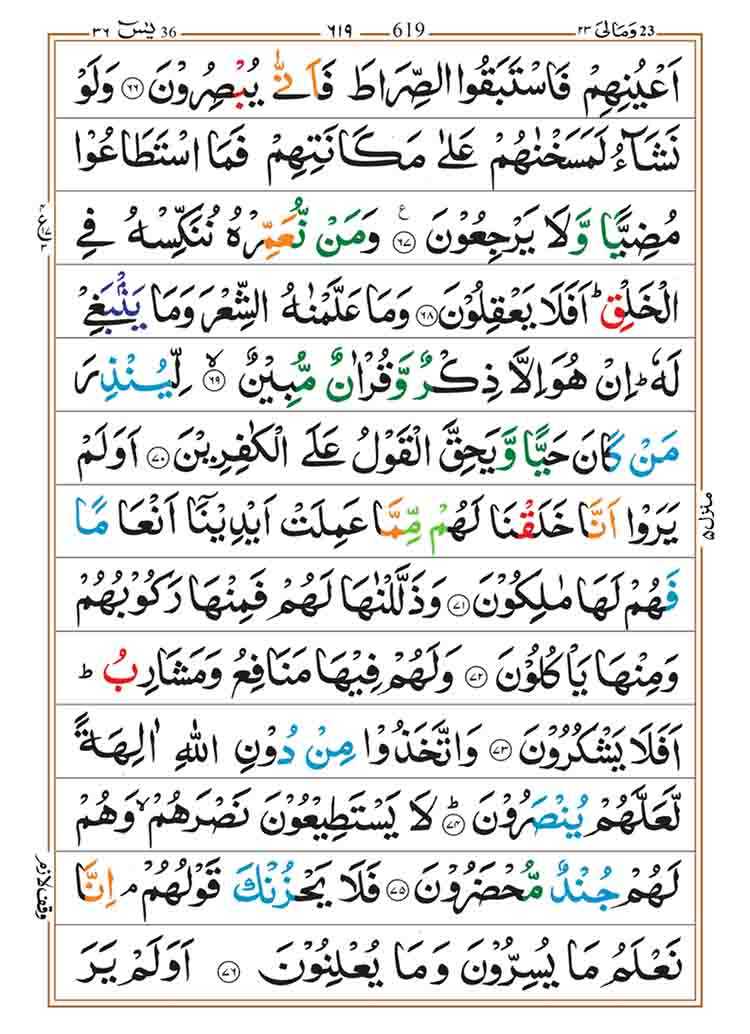 يٰسٓ 36 ٣٦ 619 ٦١٩ وَمَالِيَ 23 ٢٣
اَعْيُنِهِمْ فَاسْتَبَقُوا الصِّرَاطَ فَاَنّٰى يُبْصِرُوْنَ ﴿٦٦﴾ وَلَوْ
نَشَآءُ لَمَسَخْنٰهُمْ عَلٰى مَكَانَتِهِمْ فَمَا اسْتَطَاعُوْا
مُضِيًّا وَّلَا يَرْجِعُوْنَ ﴿٦٧﴾ ع وَمَنْ نُّعَمِّرْهُ نُنَكِّسْهُ فِى
الْخَلْقِ ؕ اَفَلَا يَعْقِلُوْنَ ﴿٦٨﴾ وَمَا عَلَّمْنٰهُ الشِّعْرَ وَمَا يَنْۢبَغِىْ
لَهٗ ؕ اِنْ هُوَ اِلَّا ذِكْرٌ وَّقُرْاٰنٌ مُّبِيْنٌ ۙ ﴿٦٩﴾ لِّيُنْذِرَ
مَنْ كَانَ حَيًّا وَّيَحِقَّ الْقَوْلُ عَلَى الْكٰفِرِيْنَ ﴿٧٠﴾ اَوَلَمْ
يَرَوْا اَنَّا خَلَقْنَا لَهُمْ مِّمَّا عَمِلَتْ اَيْدِيْنَاۤ اَنْعَامًا
فَهُمْ لَهَا مٰلِكُوْنَ ﴿٧١﴾ وَذَلَّلْنٰهَا لَهُمْ فَمِنْهَا رَكُوْبُهُمْ
وَمِنْهَا يَاْكُلُوْنَ ﴿٧٢﴾ وَلَهُمْ فِيْهَا مَنَافِعُ وَمَشَارِبُ ؕ
اَفَلَا يَشْكُرُوْنَ ﴿٧٣﴾ وَاتَّخَذُوْا مِنْ دُوْنِ اللّٰهِ اٰلِهَةً
لَّعَلَّهُمْ يُنْصَرُوْنَ ؕ ﴿٧٤﴾ لَا يَسْتَطِيْعُوْنَ نَصْرَهُمْ ۙ وَهُمْ
لَهُمْ جُنْدٌ مُّحْضَرُوْنَ ﴿٧٥﴾ فَلَا يَحْزُنْكَ قَوْلُهُمْ ۘ اِنَّا
نَعْلَمُ مَا يُسِرُّوْنَ وَمَا يُعْلِنُوْنَ ﴿٧٦﴾ اَوَلَمْ يَرَ
منزل ۵
وقف لازم